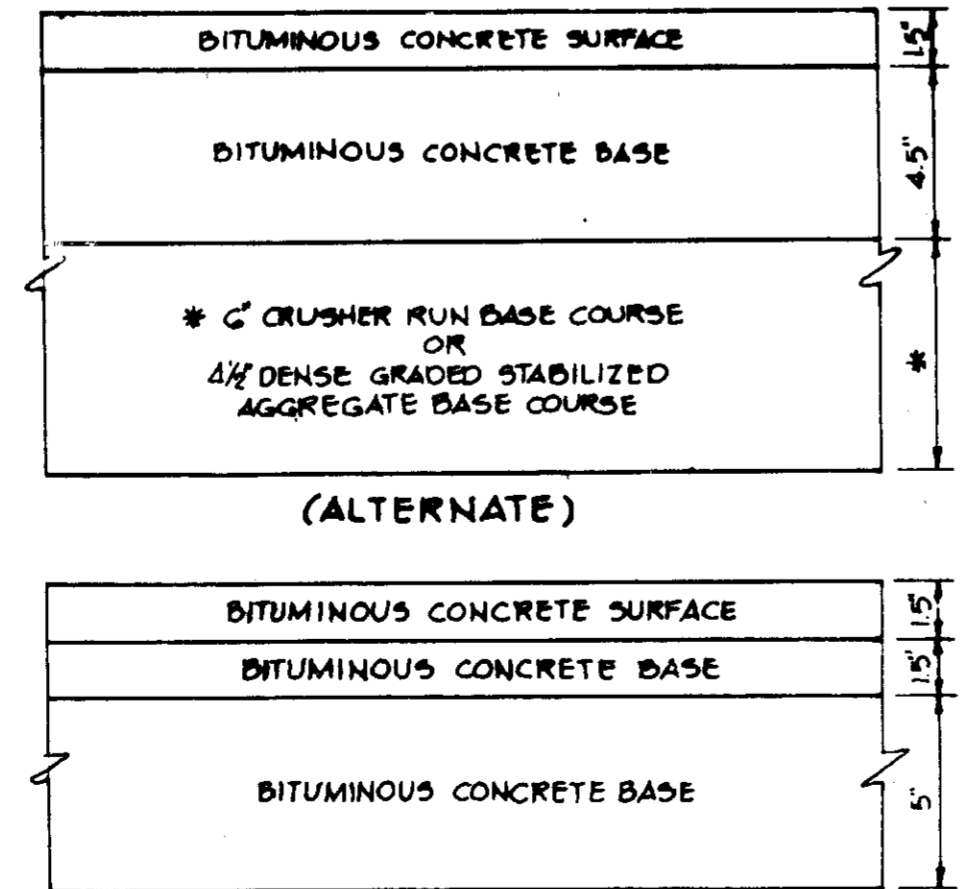 BITUMINOUS CONCRETE SURFACE
1.5"
BITUMINOUS CONCRETE BASE
4.5"
* 6" CRUSHER RUN BASE COURSE
OR
4½" DENSE GRADED STABILIZED
AGGREGATE BASE COURSE
*
(ALTERNATE)
BITUMINOUS CONCRETE SURFACE
1.5"
BITUMINOUS CONCRETE BASE
1.5"
BITUMINOUS CONCRETE BASE
5"